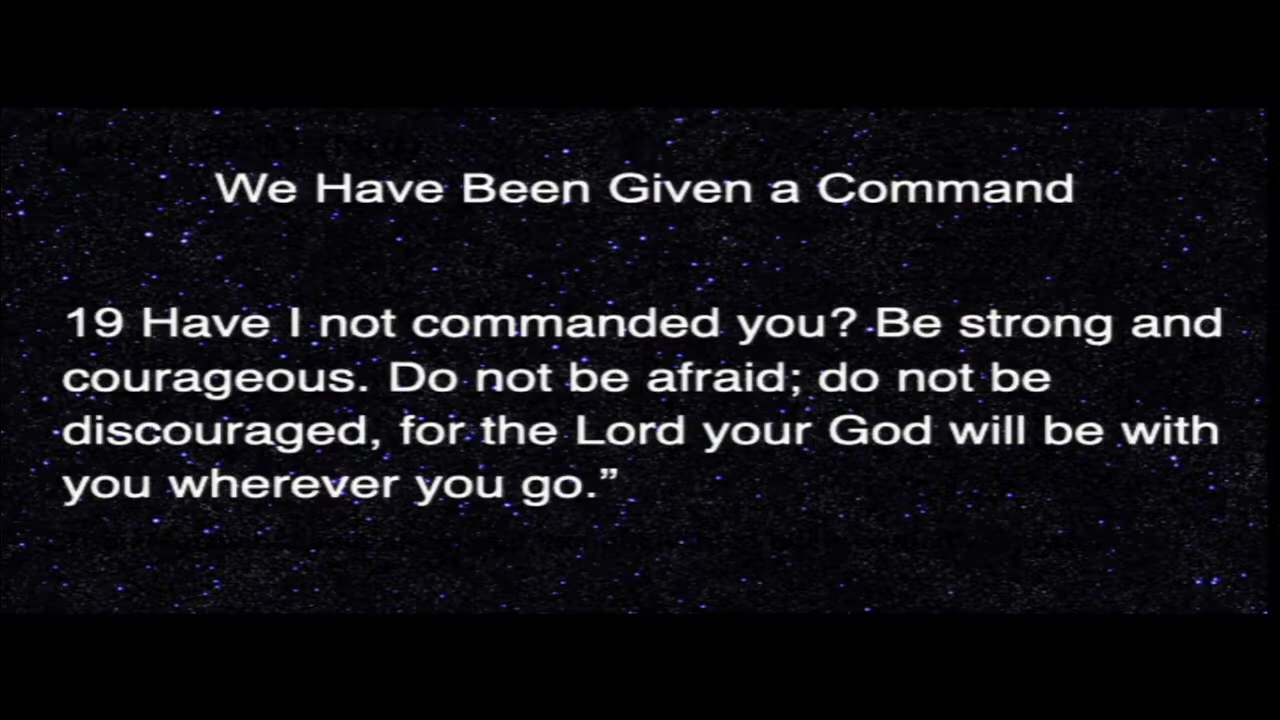 We Have Been Given a Command
19 Have I not commanded you? Be strong and
courageous. Do not be afraid; do not be
discouraged, for the Lord your God will be with
you wherever you go.”